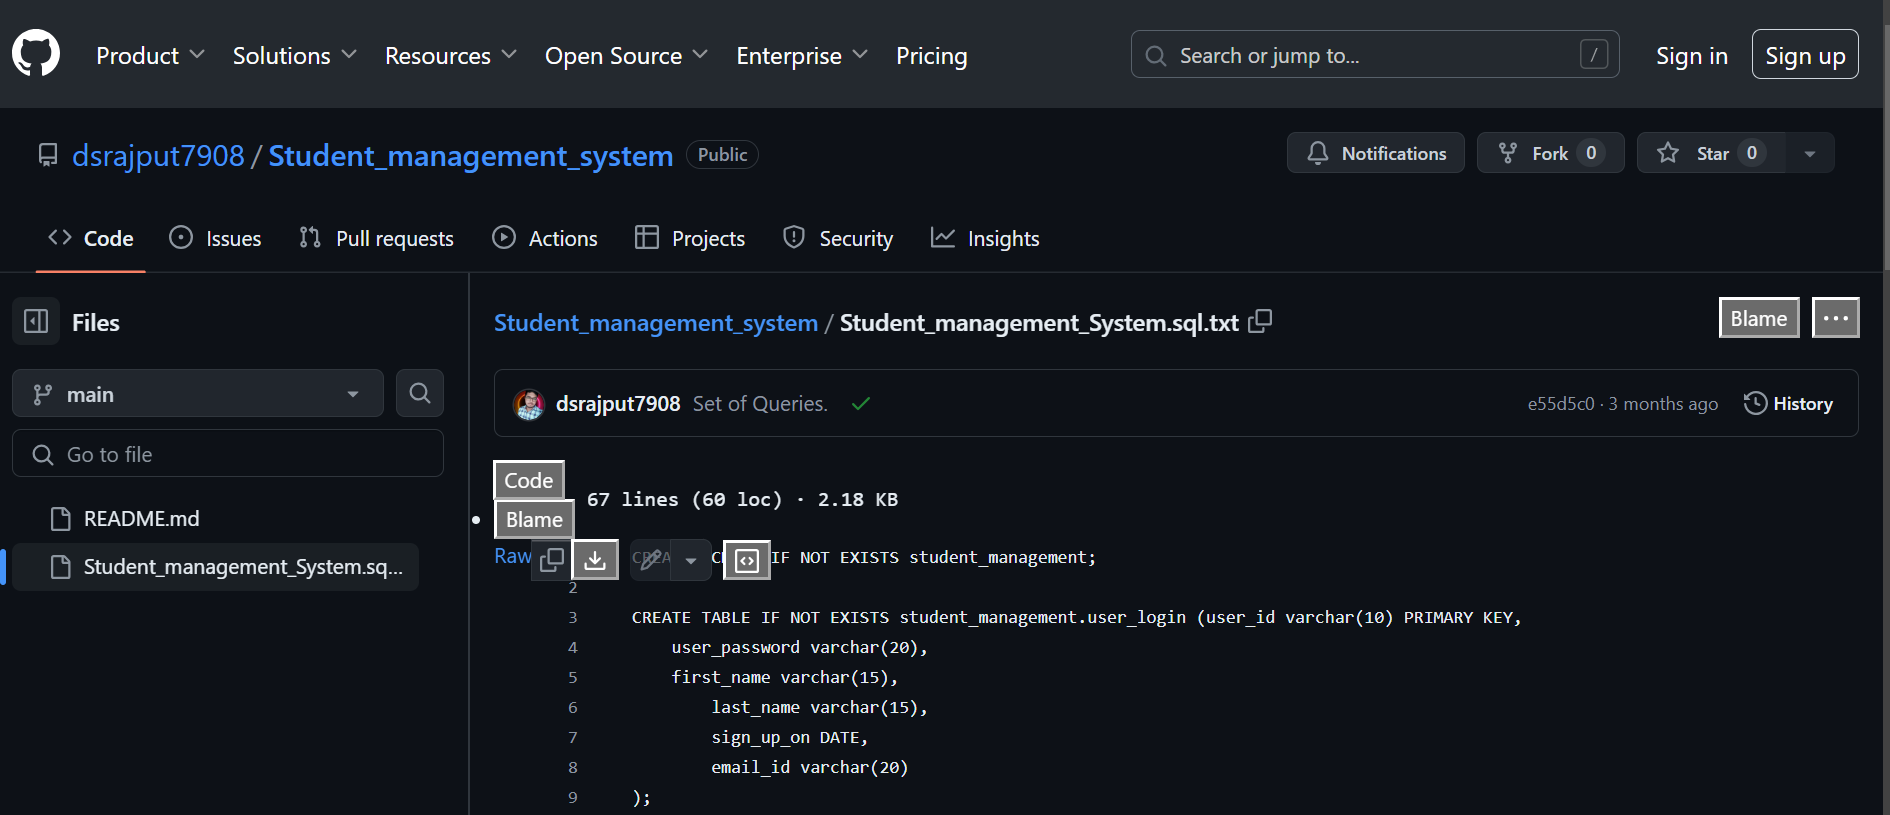 Product Solutions Resources Open Source Enterprise Pricing Search or jump to... / Sign in Sign up
dsrajput7908 / Student_management_system Public Notifications Fork 0 Star 0
Code Issues Pull requests Actions Projects Security Insights
Files
main
Go to file
README.md
Student_management_System.sq...
Student_management_system / Student_management_System.sql.txt Blame ...
dsrajput7908 Set of Queries. e55d5c0 · 3 months ago History
Code
67 lines (60 loc) · 2.18 KB
Blame
Raw
IF NOT EXISTS student_management;
2
3 CREATE TABLE IF NOT EXISTS student_management.user_login (user_id varchar(10) PRIMARY KEY,
4 user_password varchar(20),
5 first_name varchar(15),
6 last_name varchar(15),
7 sign_up_on DATE,
8 email_id varchar(20)
9 );